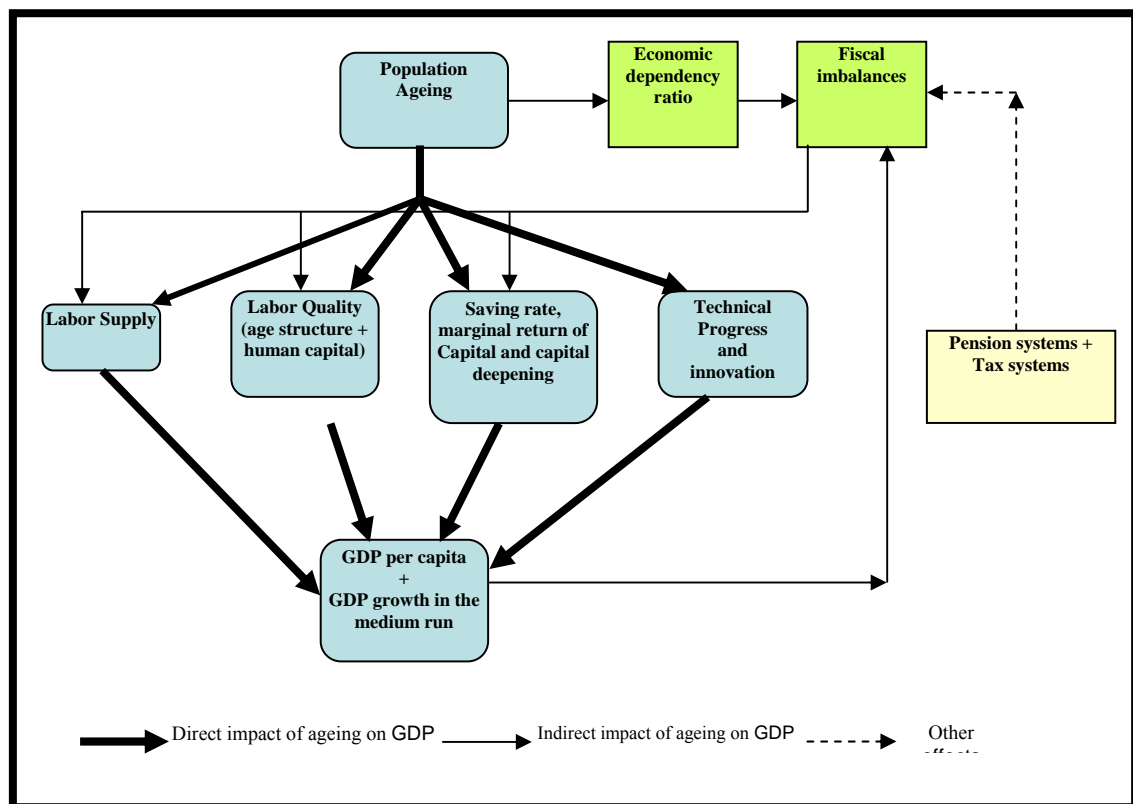 Population
Ageing
Economic
dependency
ratio
Fiscal
imbalances
Labor Supply
Labor Quality
(age structure +
human capital)
Saving rate,
marginal return of
Capital and capital
deepening
Technical
Progress
and
innovation
Pension systems +
Tax systems
GDP per capita
+
GDP growth in the
medium run
Direct impact of ageing on GDP
Indirect impact of ageing on GDP
Other